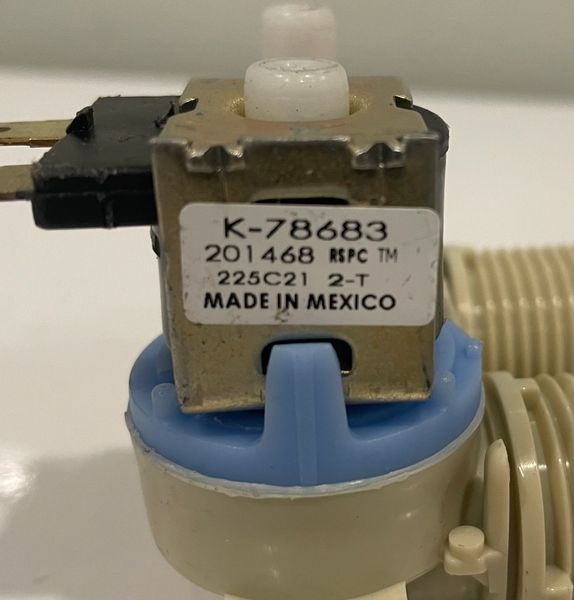 K-78683
201468 RSPC TM
225C21 2-T
MADE IN MEXICO